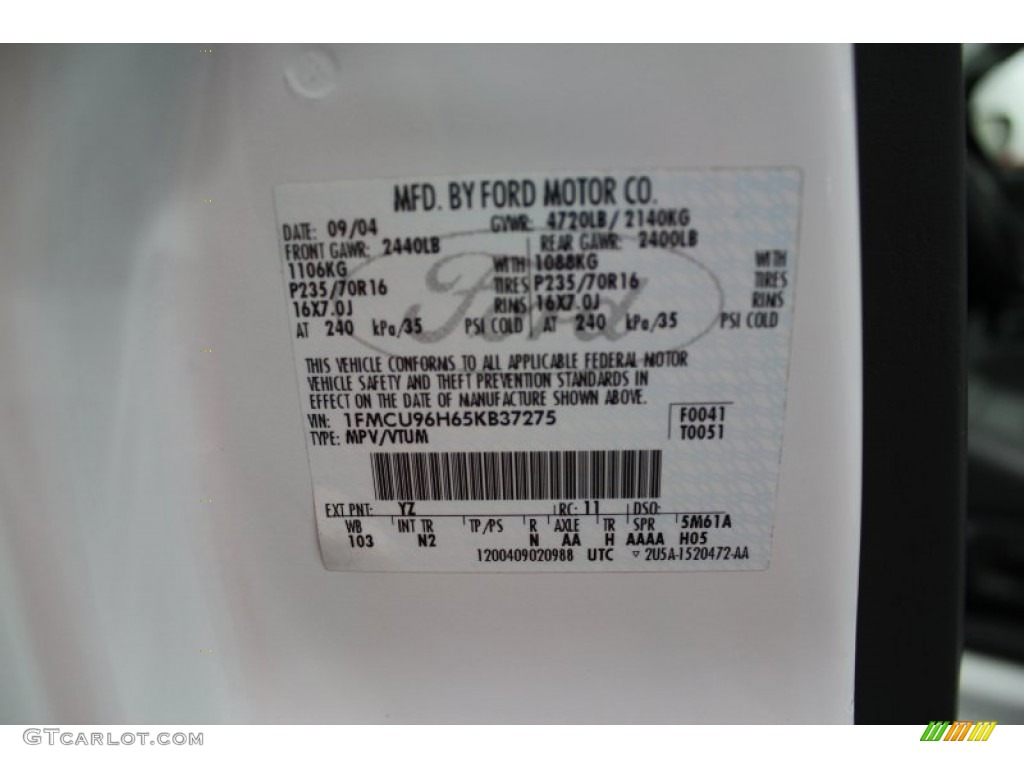 MFD. BY FORD MOTOR CO.
DATE: 09/04 GVWR: 4720LB / 2140KG
FRONT GAWR: 2440LB REAR GAWR: 2400LB
1106KG WITH 1088KG WITH
P235/70R16 TIRES P235/70R16 TIRES
16X7.0J RIMS 16X7.0J RIMS
AT 240 kPa/35 PSI COLD AT 240 kPa/35 PSI COLD
Ford
THIS VEHICLE CONFORMS TO ALL APPLICABLE FEDERAL MOTOR
VEHICLE SAFETY AND THEFT PREVENTION STANDARDS IN
EFFECT ON THE DATE OF MANUFACTURE SHOWN ABOVE.
VIN: 1FMCU96H65KB37275 F0041
TYPE: MPV/VTUM T0051
EXT PNT: YZ RC: 11 DSO:
WB INT TR TP/PS R AXLE TR SPR 5M61A
103 N2 N AA H AAAA H05
1200409020988 UTC ▽ 2U5A-1520472-AA
GTCarLot.com